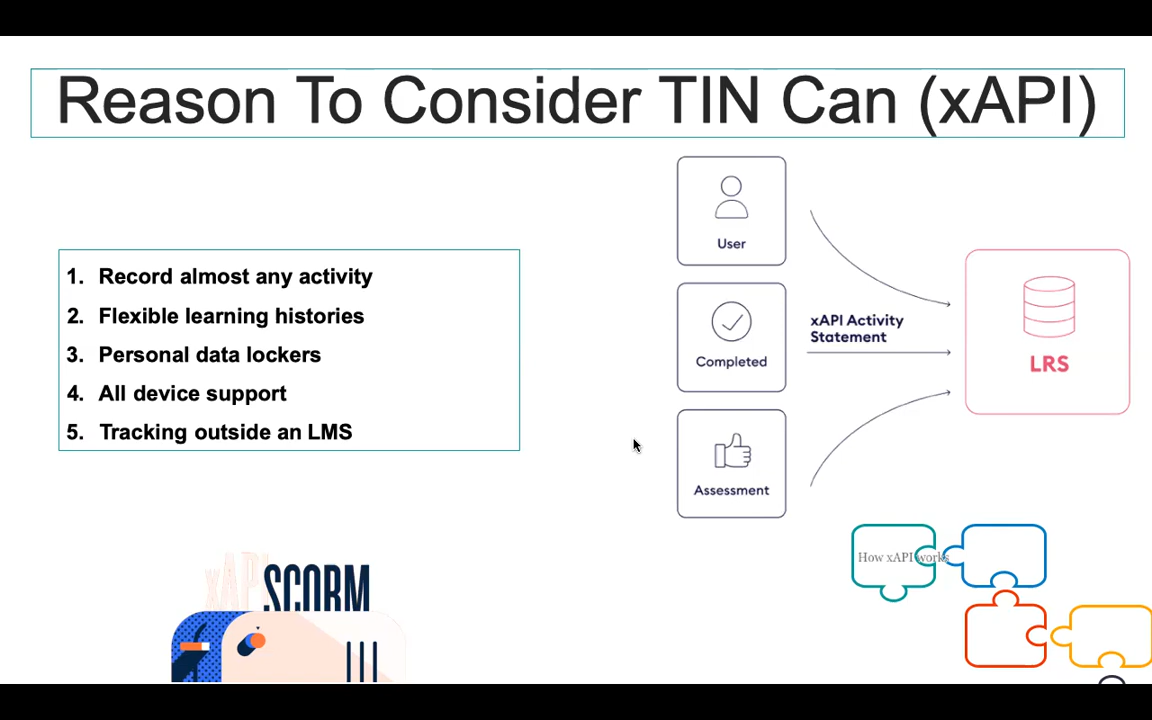 Reason To Consider TIN Can (xAPI)
1. Record almost any activity
2. Flexible learning histories
3. Personal data lockers
4. All device support
5. Tracking outside an LMS
User
Completed
Assessment
xAPI Activity
Statement
LRS
How xAPI works
xAPI SCORM